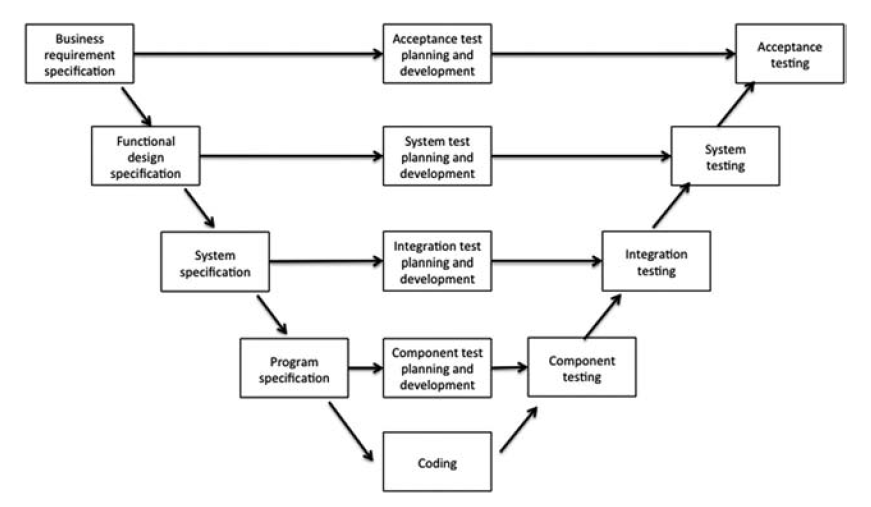 Business
requirement
specification
Acceptance test
planning and
development
Acceptance
testing
Functional
design
specification
System test
planning and
development
System
testing
System
specification
Integration test
planning and
development
Integration
testing
Program
specification
Component test
planning and
development
Component
testing
Coding